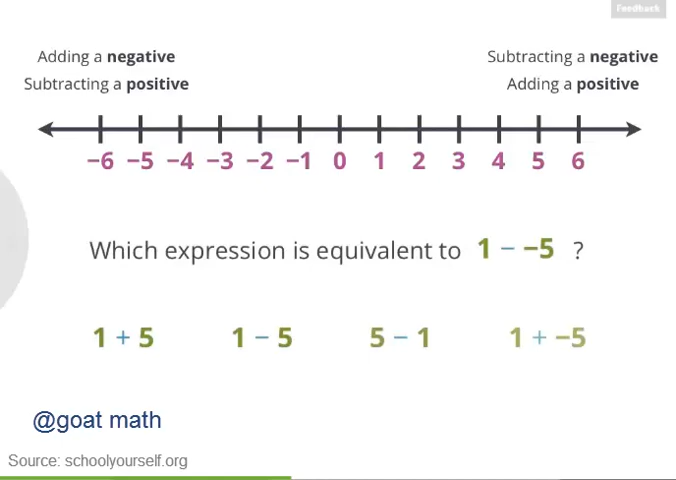 Feedback
Adding a negative
Subtracting a positive
Subtracting a negative
Adding a positive
−6 −5 −4 −3 −2 −1 0 1 2 3 4 5 6
Which expression is equivalent to 1 − −5 ?
1 + 5 1 − 5 5 − 1 1 + −5
@goat math
Source: schoolyourself.org